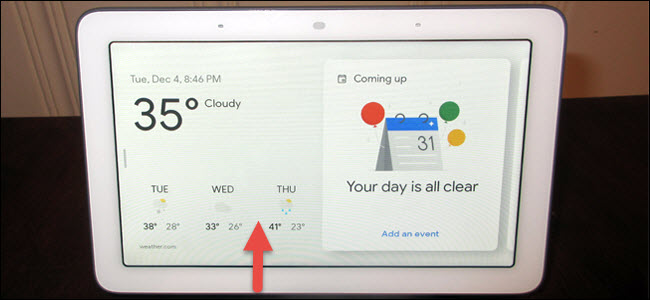 Tue, Dec 4, 8:46 PM
35° Cloudy
TUE WED THU
38° 28° 33° 26° 41° 23°
weather.com
Coming up
31
Your day is all clear
Add an event